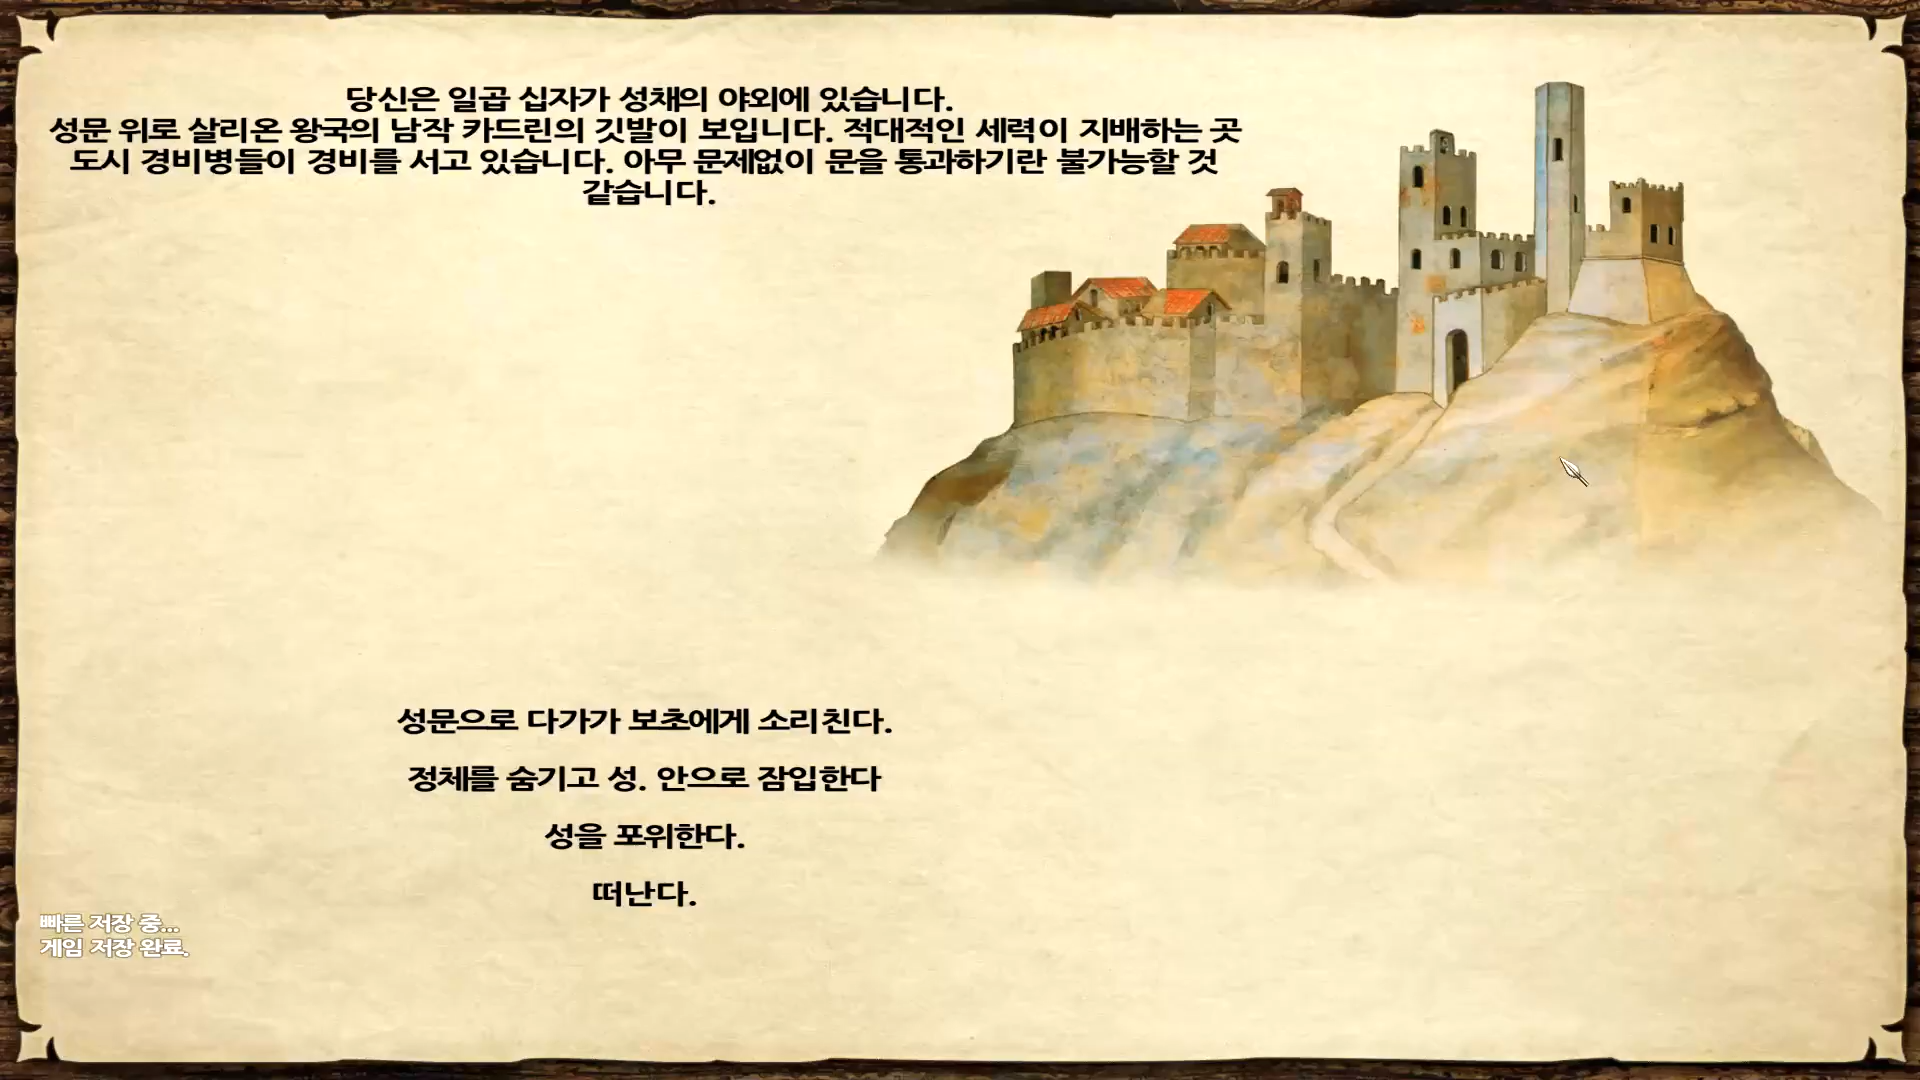 당신은 일곱 십자가 성채의 야외에 있습니다.
성문 위로 살리온 왕국의 남작 카드린의 깃발이 보입니다. 적대적인 세력이 지배하는 곳
도시 경비병들이 경비를 서고 있습니다. 아무 문제없이 문을 통과하기란 불가능할 것
같습니다.
성문으로 다가가 보초에게 소리친다.
정체를 숨기고 성. 안으로 잠입한다
성을 포위한다.
떠난다.
빠른 저장 중...
게임 저장 완료.